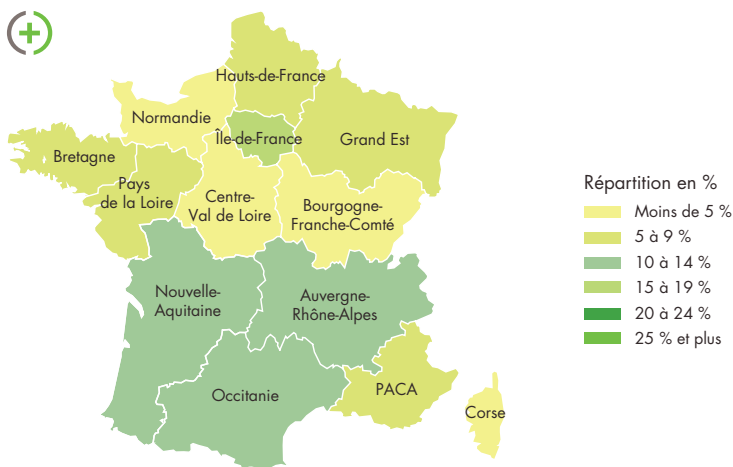 Hauts-de-France
Normandie
Île-de-France
Grand Est
Bretagne
Pays
de la Loire
Centre-
Val de Loire
Bourgogne-
Franche-Comté
Nouvelle-
Aquitaine
Auvergne-
Rhône-Alpes
Occitanie
PACA
Corse
Répartition en %
Moins de 5 %
5 à 9 %
10 à 14 %
15 à 19 %
20 à 24 %
25 % et plus